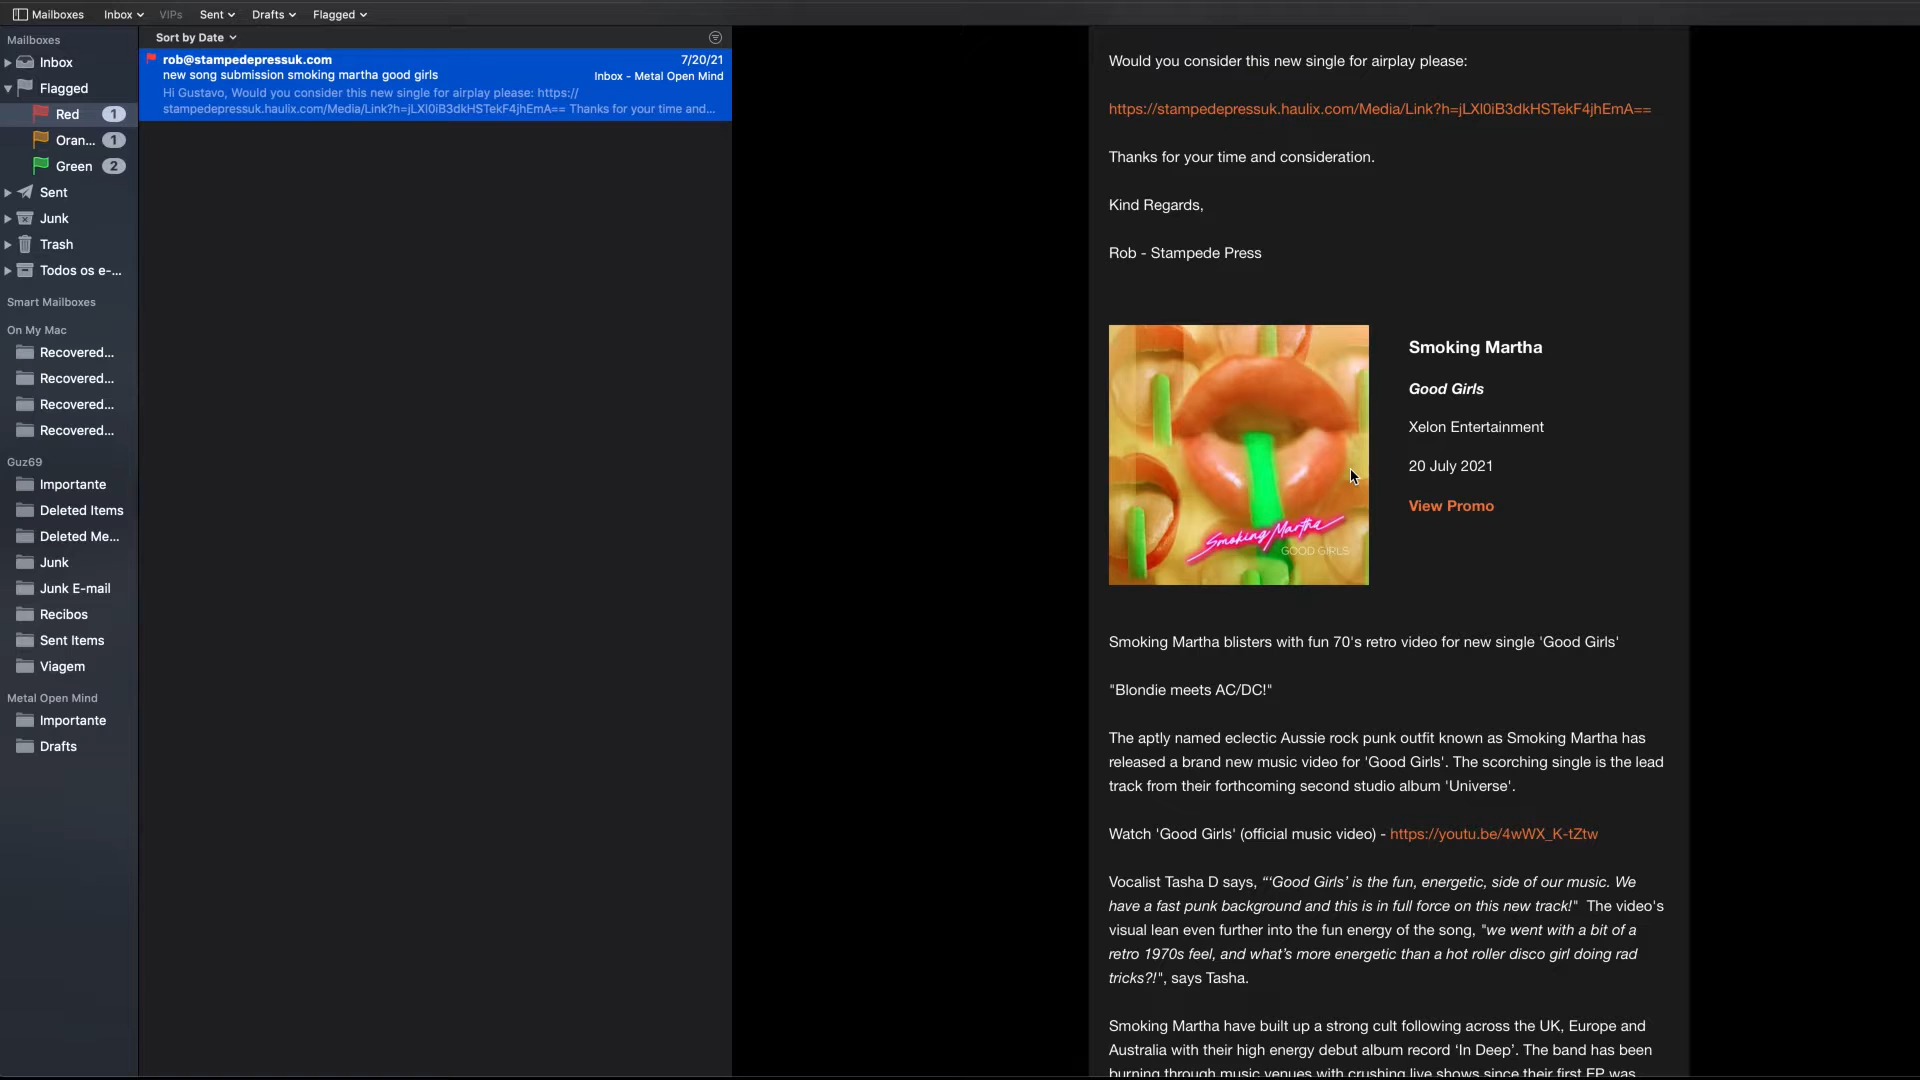 Mailboxes Inbox VIPs Sent Drafts Flagged
Mailboxes
Inbox
Flagged
Red 1
Oran... 1
Green 2
Sent
Junk
Trash
Todos os e-...
Smart Mailboxes
On My Mac
Recovered...
Recovered...
Recovered...
Recovered...
Guz69
Importante
Deleted Items
Deleted Me...
Junk
Junk E-mail
Recibos
Sent Items
Viagem
Metal Open Mind
Importante
Drafts
Sort by Date
rob@stampedepressuk.com 7/20/21
new song submission smoking martha good girls Inbox - Metal Open Mind
Hi Gustavo, Would you consider this new single for airplay please: https://
stampedepressuk.haulix.com/Media/Link?h=jLXl0iB3dkHSTekF4jhEmA== Thanks for your time and...
Would you consider this new single for airplay please:
https://stampedepressuk.haulix.com/Media/Link?h=jLXl0iB3dkHSTekF4jhEmA==
Thanks for your time and consideration.
Kind Regards,
Rob - Stampede Press
Smoking Martha
GOOD GIRLS
Smoking Martha
Good Girls
Xelon Entertainment
20 July 2021
View Promo
Smoking Martha blisters with fun 70's retro video for new single 'Good Girls'
"Blondie meets AC/DC!"
The aptly named eclectic Aussie rock punk outfit known as Smoking Martha has
released a brand new music video for 'Good Girls'. The scorching single is the lead
track from their forthcoming second studio album 'Universe'.
Watch 'Good Girls' (official music video) - https://youtu.be/4wWX_K-tZtw
Vocalist Tasha D says, “‘Good Girls’ is the fun, energetic, side of our music. We
have a fast punk background and this is in full force on this new track!" The video's
visual lean even further into the fun energy of the song, "we went with a bit of a
retro 1970s feel, and what’s more energetic than a hot roller disco girl doing rad
tricks?!", says Tasha.
Smoking Martha have built up a strong cult following across the UK, Europe and
Australia with their high energy debut album record ‘In Deep’. The band has been
burning through music venues with crushing live shows since their first EP was